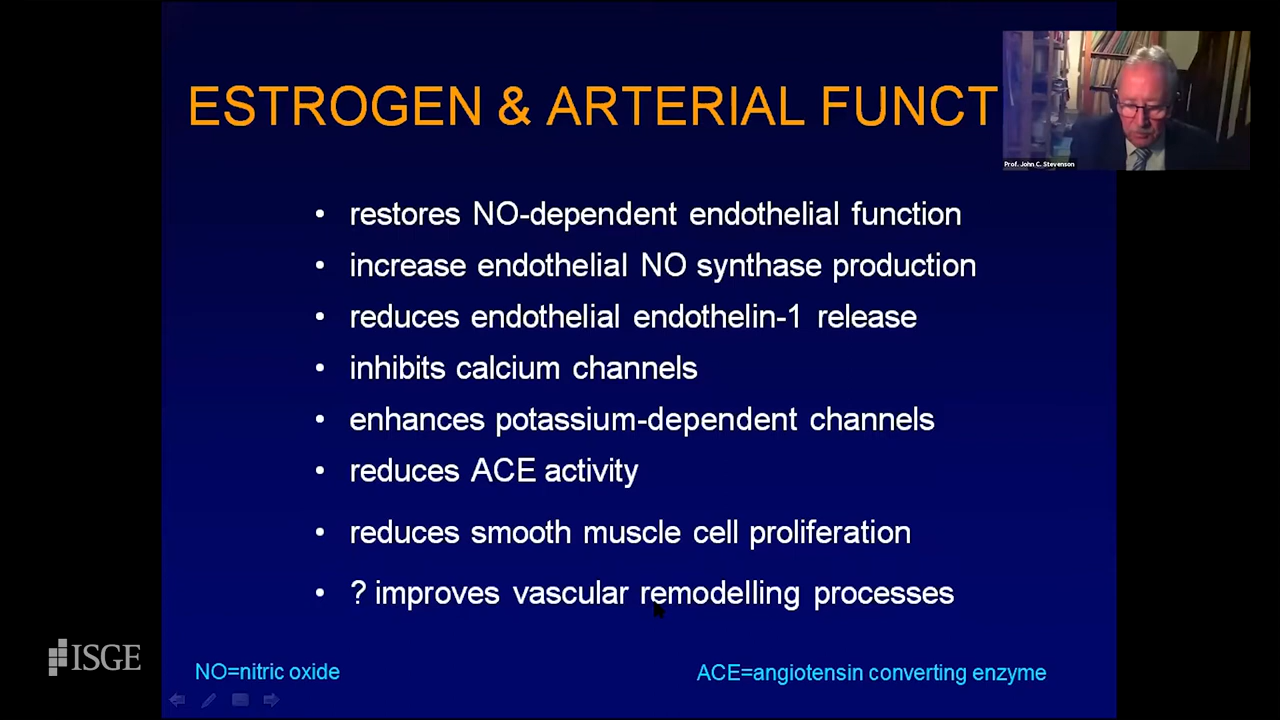 ESTROGEN & ARTERIAL FUNCT
Prof. John C. Stevenson
• restores NO-dependent endothelial function
• increase endothelial NO synthase production
• reduces endothelial endothelin-1 release
• inhibits calcium channels
• enhances potassium-dependent channels
• reduces ACE activity
• reduces smooth muscle cell proliferation
• ? improves vascular remodelling processes
ISGE
NO=nitric oxide
ACE=angiotensin converting enzyme